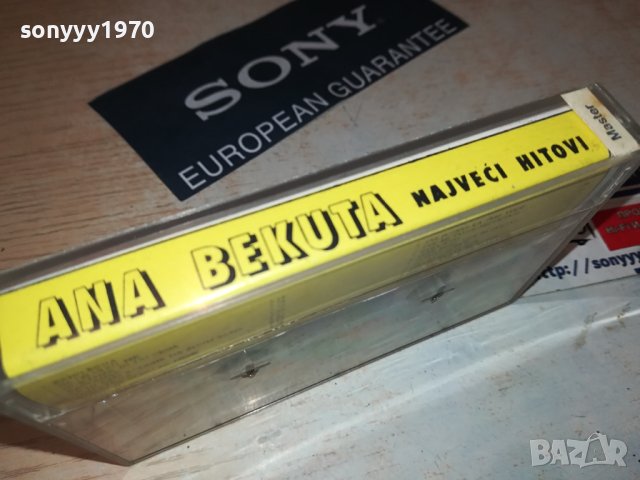 sonyyy1970
SONY
EUROPEAN GUARANTEE
Master
ANA BEKUTA NAJVEĆI HITOVI
http://sonyyy
BAZAR